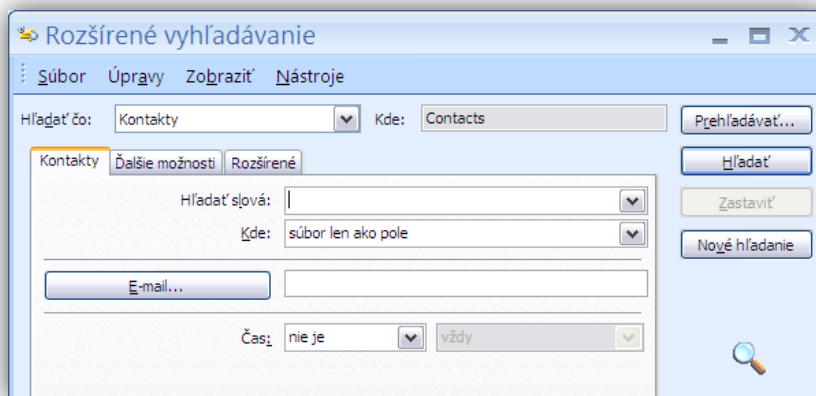 Rozšírené vyhľadávanie
Súbor Úpravy Zobraziť Nástroje
Hľadať čo: Kontakty Kde: Contacts Prehľadávať...
Kontakty Ďalšie možnosti Rozšírené Hľadať
Hľadať slová: Zastaviť
Kde: súbor len ako pole Nové hľadanie
E-mail...
Čas: nie je vždy